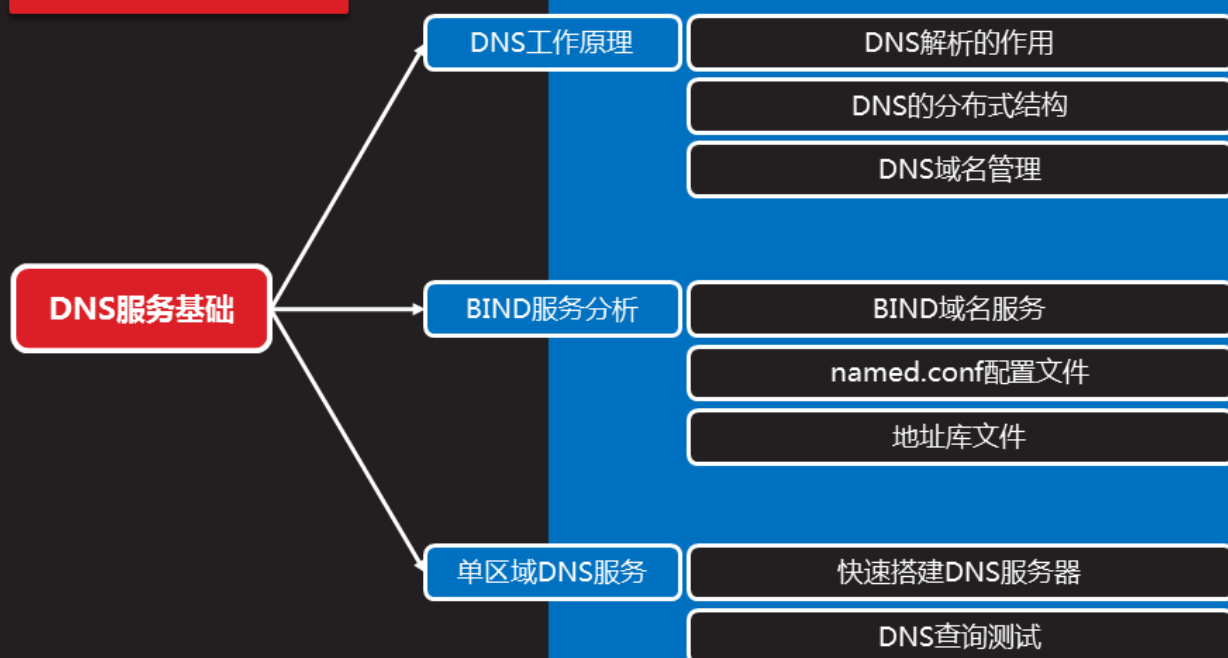 DNS服务基础
DNS工作原理
DNS解析的作用
DNS的分布式结构
DNS域名管理
BIND服务分析
BIND域名服务
named.conf配置文件
地址库文件
单区域DNS服务
快速搭建DNS服务器
DNS查询测试